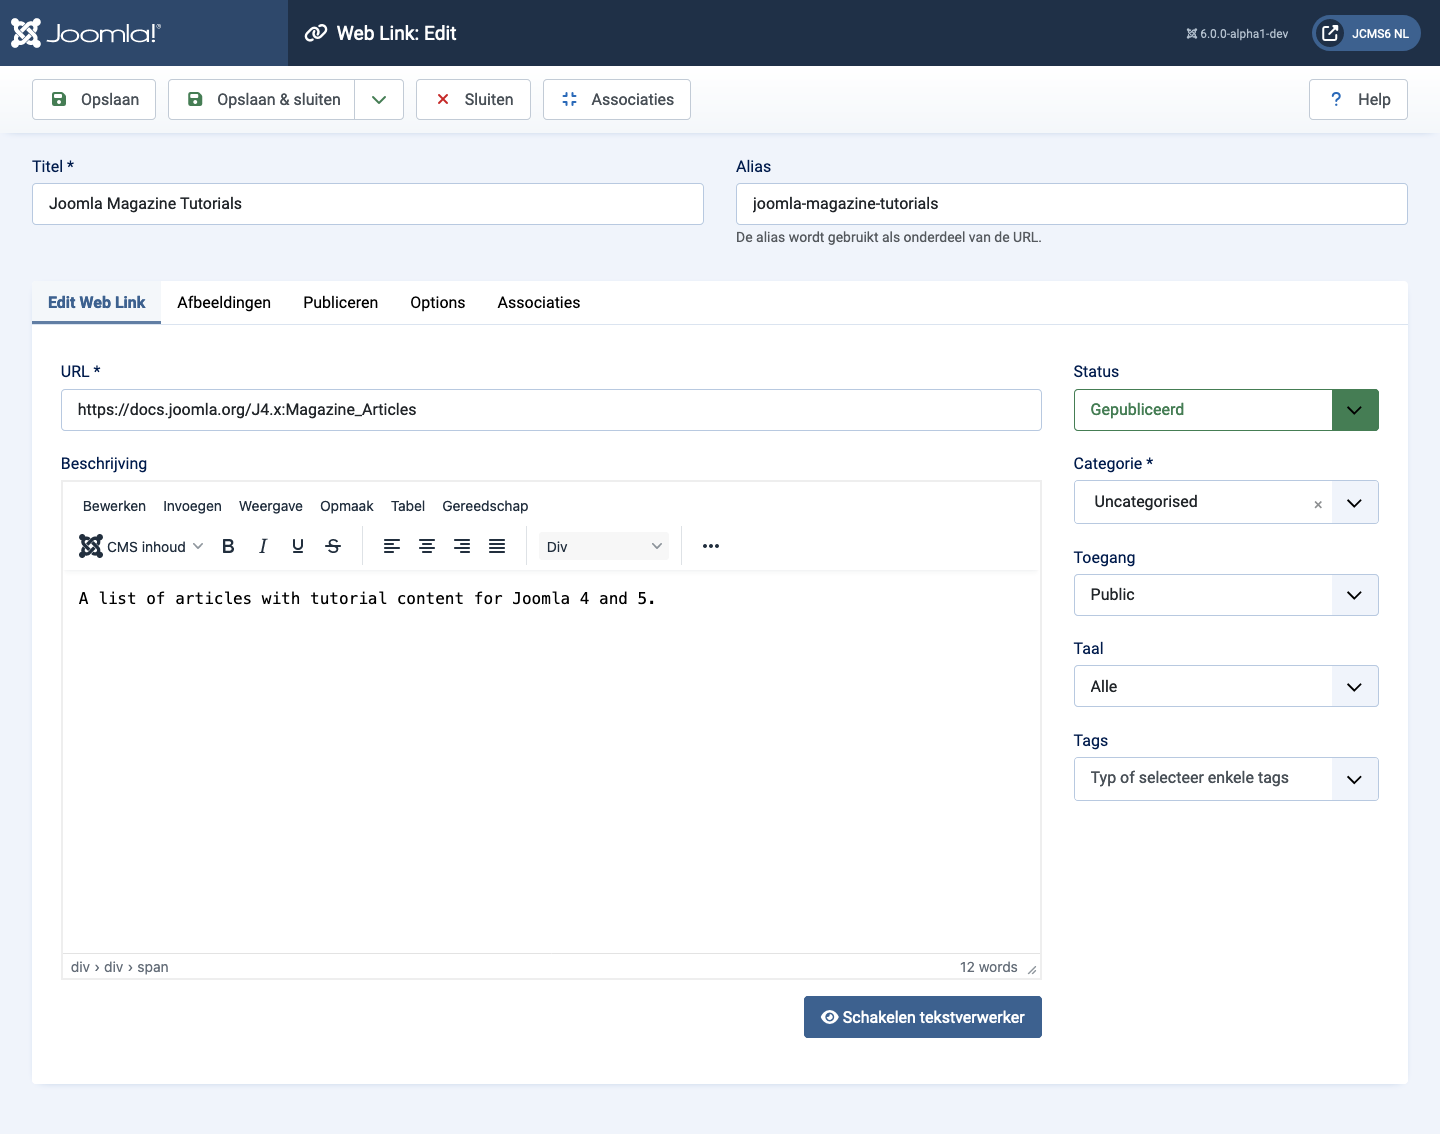 Joomla!®
Web Link: Edit
6.0.0-alpha1-dev
JCMS6 NL
Opslaan
Opslaan & sluiten
Sluiten
Associaties
Help
Titel *
Alias
Joomla Magazine Tutorials
joomla-magazine-tutorials
De alias wordt gebruikt als onderdeel van de URL.
Edit Web Link
Afbeeldingen
Publiceren
Options
Associaties
URL *
https://docs.joomla.org/J4.x:Magazine_Articles
Beschrijving
Bewerken
Invoegen
Weergave
Opmaak
Tabel
Gereedschap
CMS inhoud
B
I
U
S
Div
A list of articles with tutorial content for Joomla 4 and 5.
div › div › span
12 words
Schakelen tekstverwerker
Status
Gepubliceerd
Categorie *
Uncategorised
Toegang
Public
Taal
Alle
Tags
Typ of selecteer enkele tags